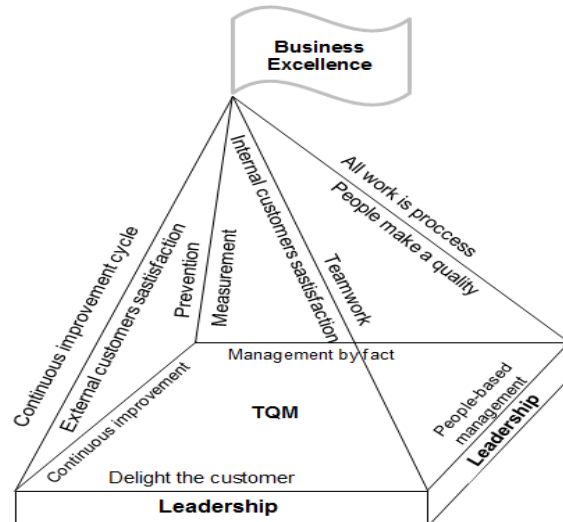 Business
Excellence
All work is proccess
People make a quality
Internal customers sastisfaction
Teamwork
Measurement
Prevention
External customers sastisfaction
Continuous improvement cycle
Management by fact
Continuous improvement
People-based
management
Leadership
TQM
Delight the customer
Leadership